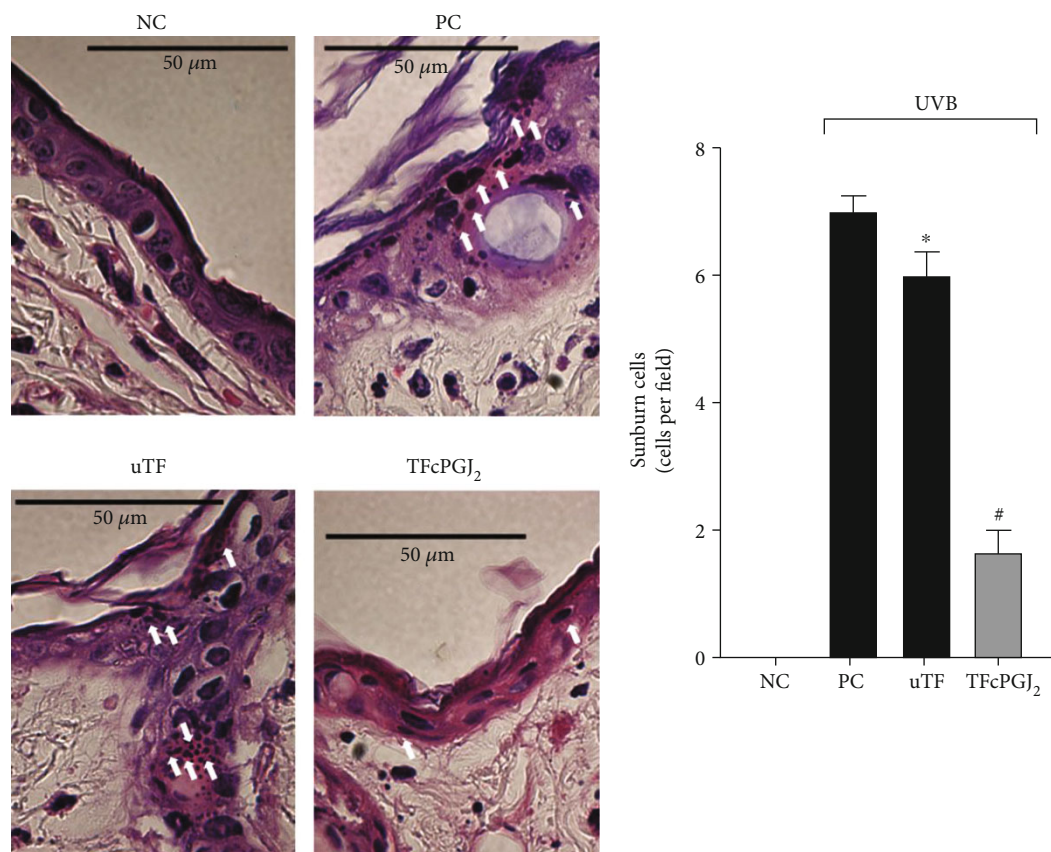 NC
50 μm
PC
50 μm
uTF
50 μm
TFcPGJ₂
50 μm
UVB
Sunburn cells
(cells per field)
8
6
4
2
0
*
#
NC
PC
uTF
TFcPGJ₂